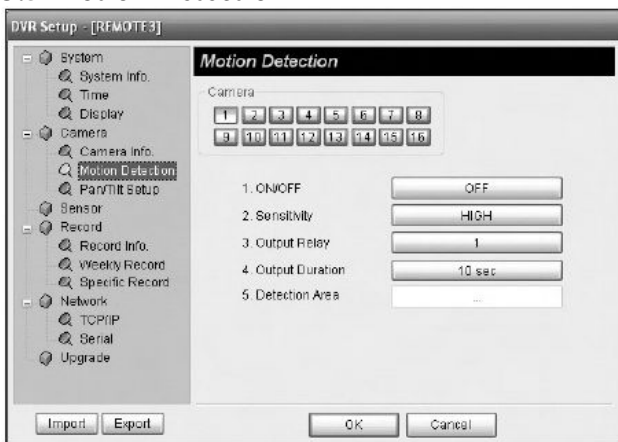 DVR Setup - [REMOTE3]
System
System Info.
Time
Display
Camera
Camera Info.
Motion Detection
Pan/Tilt Setup
Sensor
Record
Record Info.
Weekly Record
Specific Record
Network
TCP/IP
Serial
Upgrade
Import Export
Motion Detection
Camera
1 2 3 4 5 6 7 8
9 10 11 12 13 14 15 16
1. ON/OFF OFF
2. Sensitivity HIGH
3. Output Relay 1
4. Output Duration 10 sec
5. Detection Area ...
OK Cancel